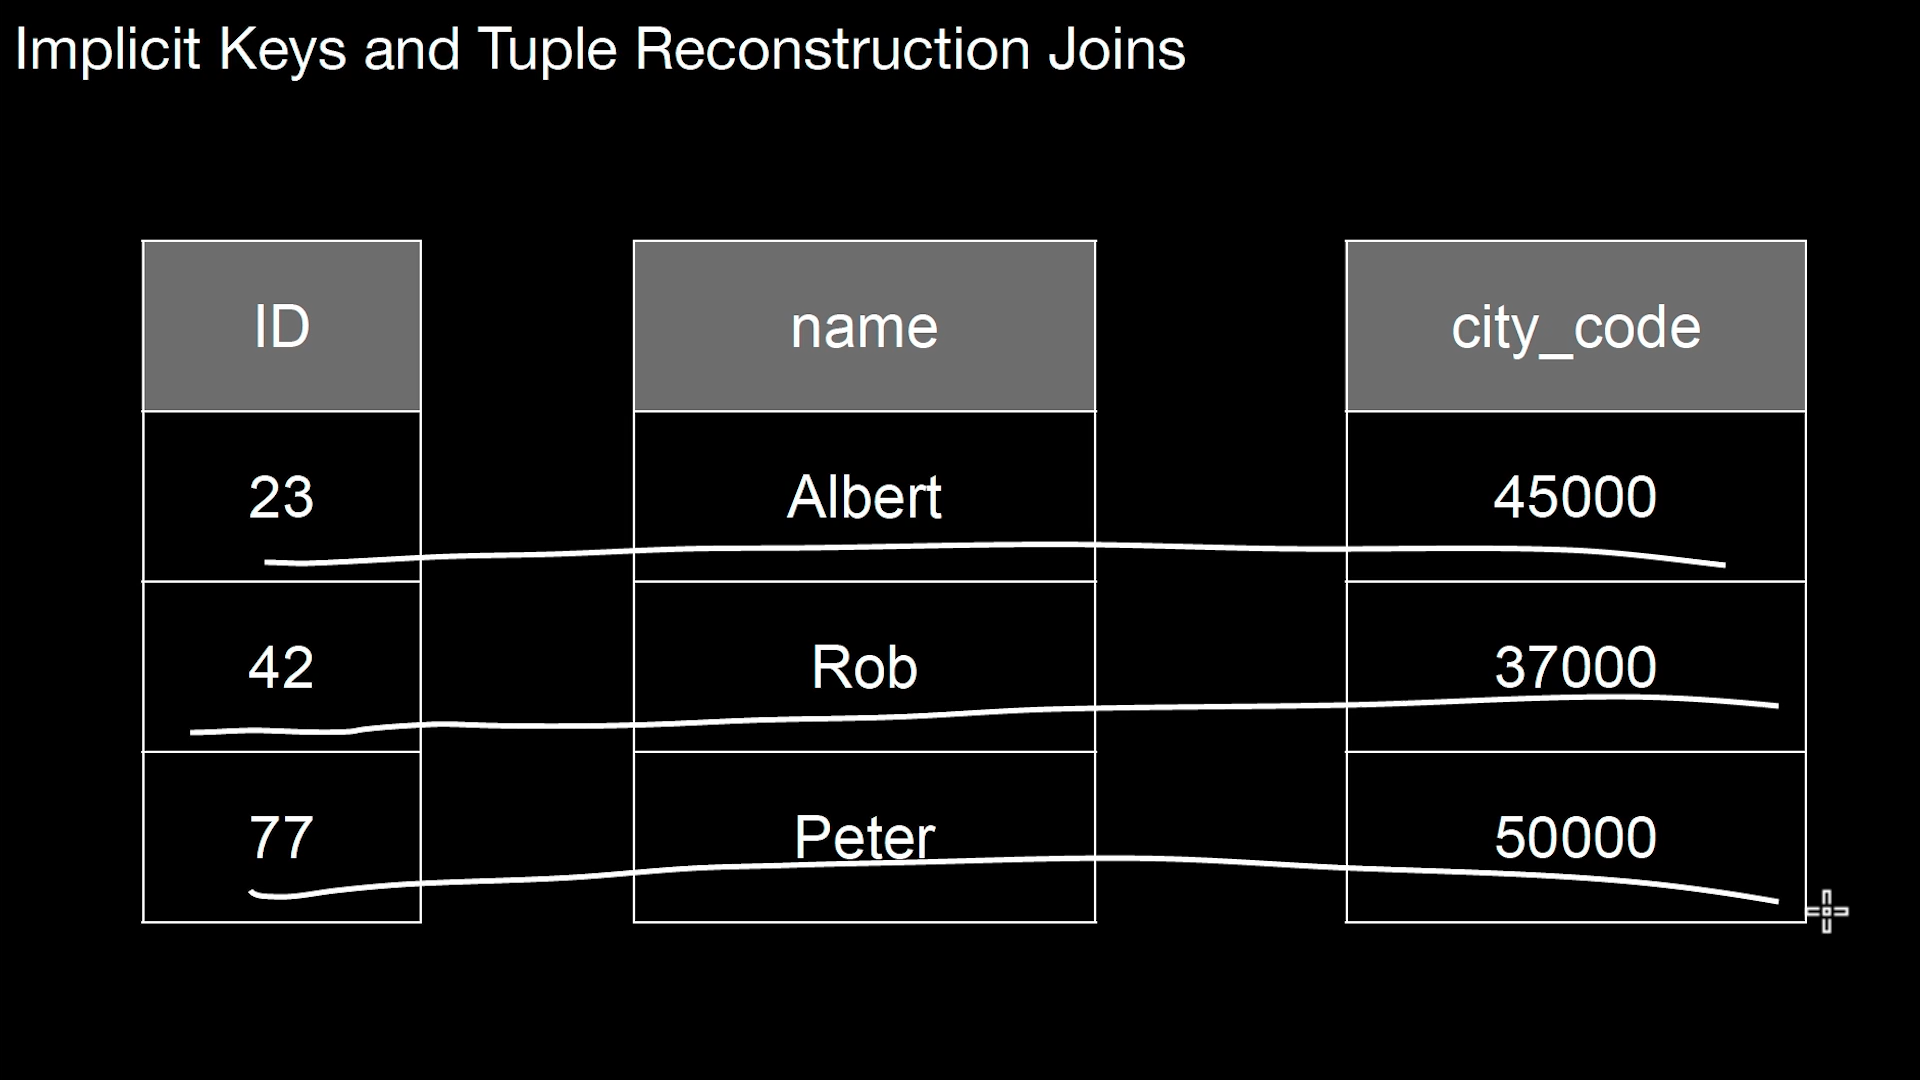 Implicit Keys and Tuple Reconstruction Joins
ID name city_code
23 Albert 45000
42 Rob 37000
77 Peter 50000